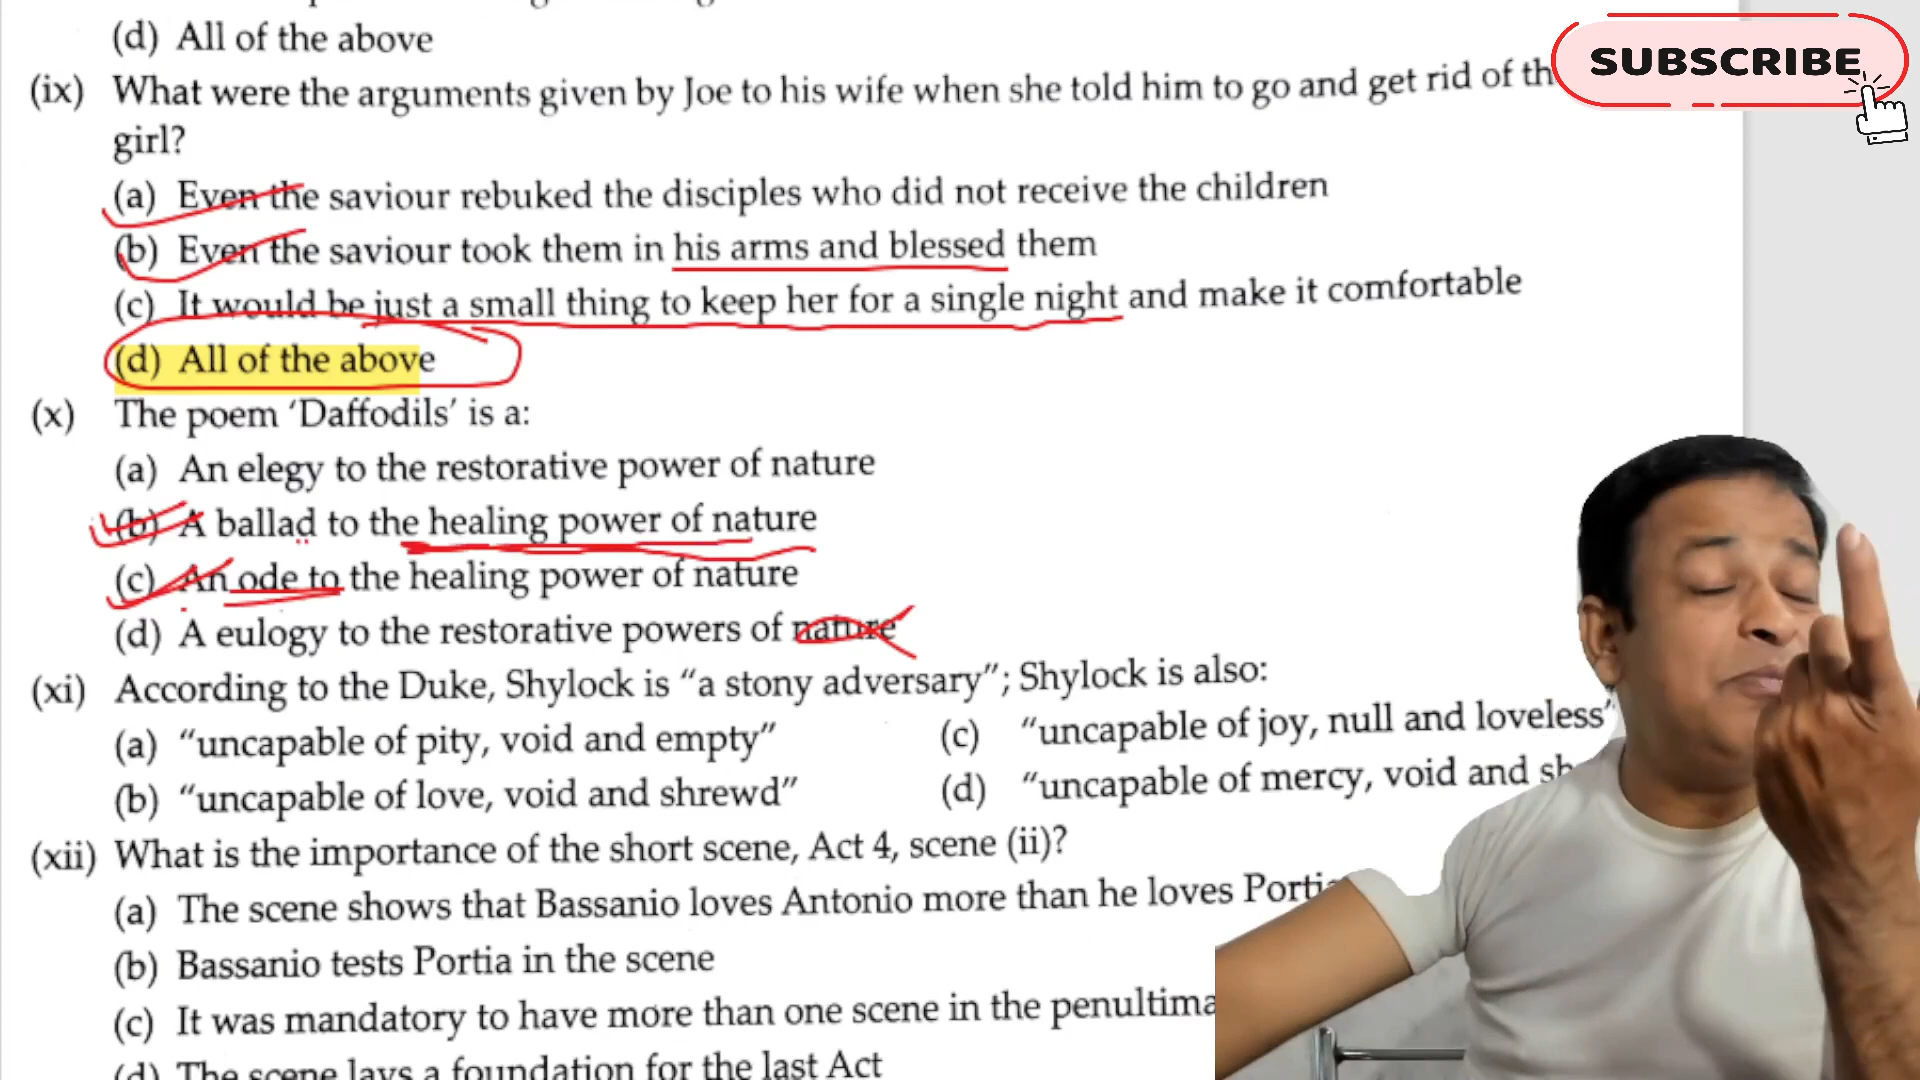 (d) All of the above
SUBSCRIBE
(ix) What were the arguments given by Joe to his wife when she told him to go and get rid of
girl?
(a) Even the saviour rebuked the disciples who did not receive the children
(b) Even the saviour took them in his arms and blessed them
(c) It would be just a small thing to keep her for a single night and make it comfortable
(d) All of the above
(x) The poem ‘Daffodils’ is a:
(a) An elegy to the restorative power of nature
(b) A ballad to the healing power of nature
(c) An ode to the healing power of nature
(d) A eulogy to the restorative powers of nature
(xi) According to the Duke, Shylock is “a stony adversary”; Shylock is also:
(a) “uncapable of pity, void and empty” (c) “uncapable of joy, null and loveless”
(b) “uncapable of love, void and shrewd” (d) “uncapable of mercy, void and
(xii) What is the importance of the short scene, Act 4, scene (ii)?
(a) The scene shows that Bassanio loves Antonio more than he loves
(b) Bassanio tests Portia in the scene
(c) It was mandatory to have more than one scene in the
(d) The scene lays a foundation for the last Act